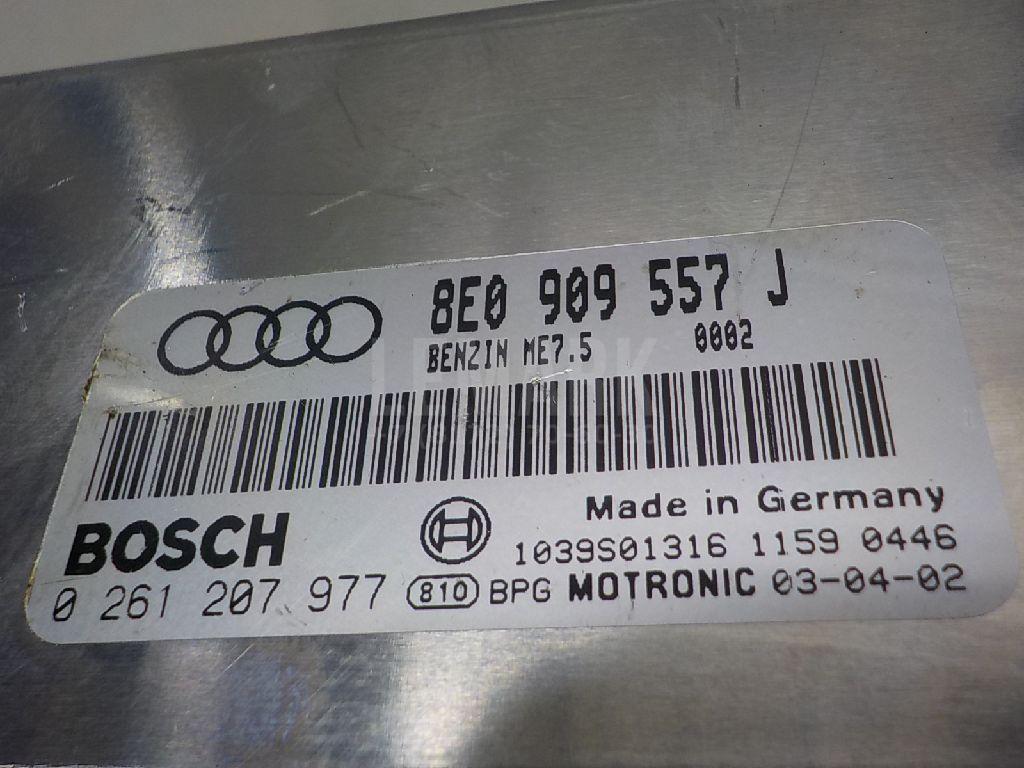 8E0 909 557 J
BENZIN ME7.5 0002
Made in Germany
BOSCH 1039S01316 1159 0446
0 261 207 977 810 BPG MOTRONIC 03-04-02